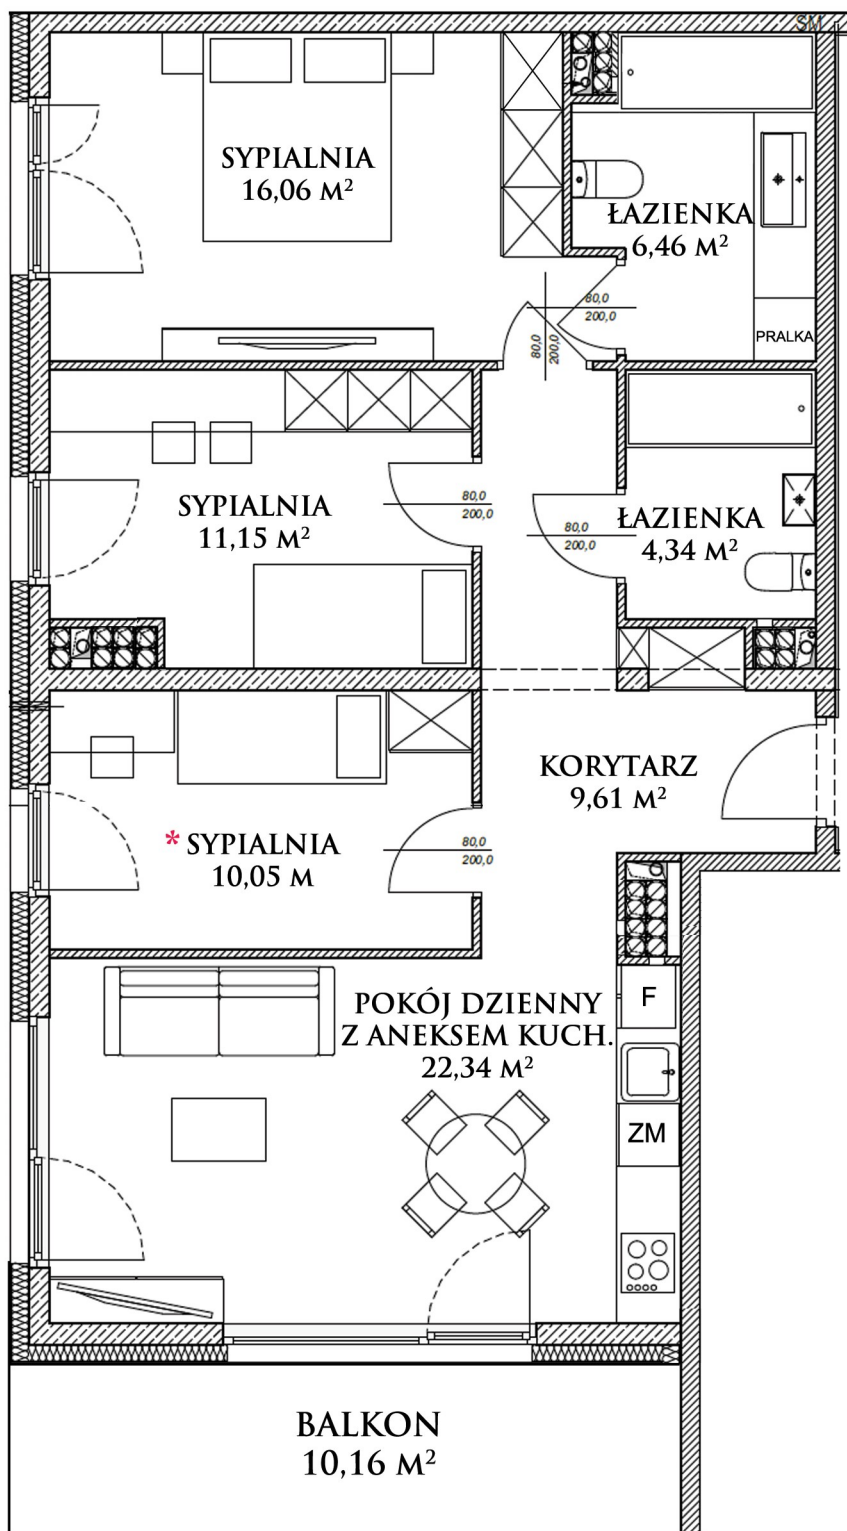 SM
SYPIALNIA
16,06 M²
ŁAZIENKA
6,46 M²
80,0
200,0
80,0
200,0
PRALKA
SYPIALNIA
11,15 M²
80,0
200,0
80,0
200,0
ŁAZIENKA
4,34 M²
KORYTARZ
9,61 M²
* SYPIALNIA
10,05 M
80,0
200,0
POKÓJ DZIENNY
Z ANEKSEM KUCH.
22,34 M²
F
ZM
BALKON
10,16 M²